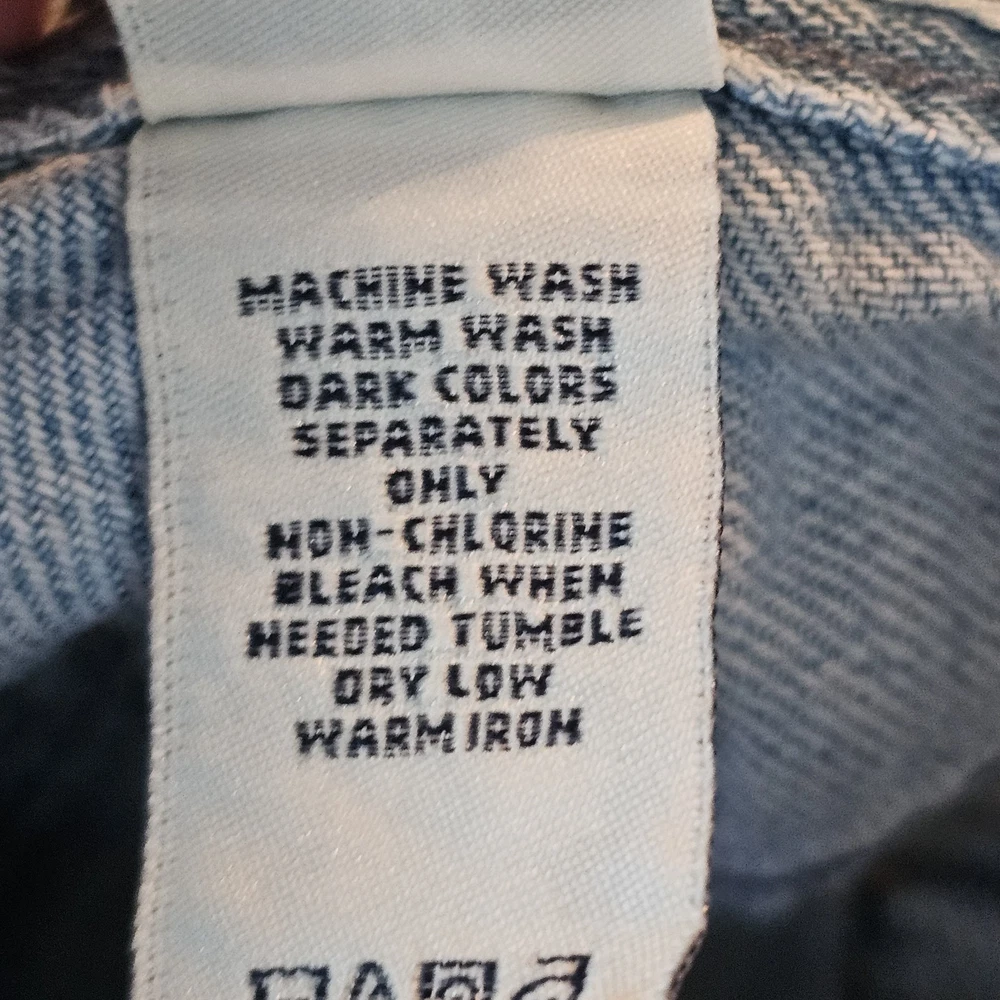 MACHINE WASH
WARM WASH
DARK COLORS
SEPARATELY
ONLY
NON-CHLORINE
BLEACH WHEN
NEEDED TUMBLE
DRY LOW
WARM IRON